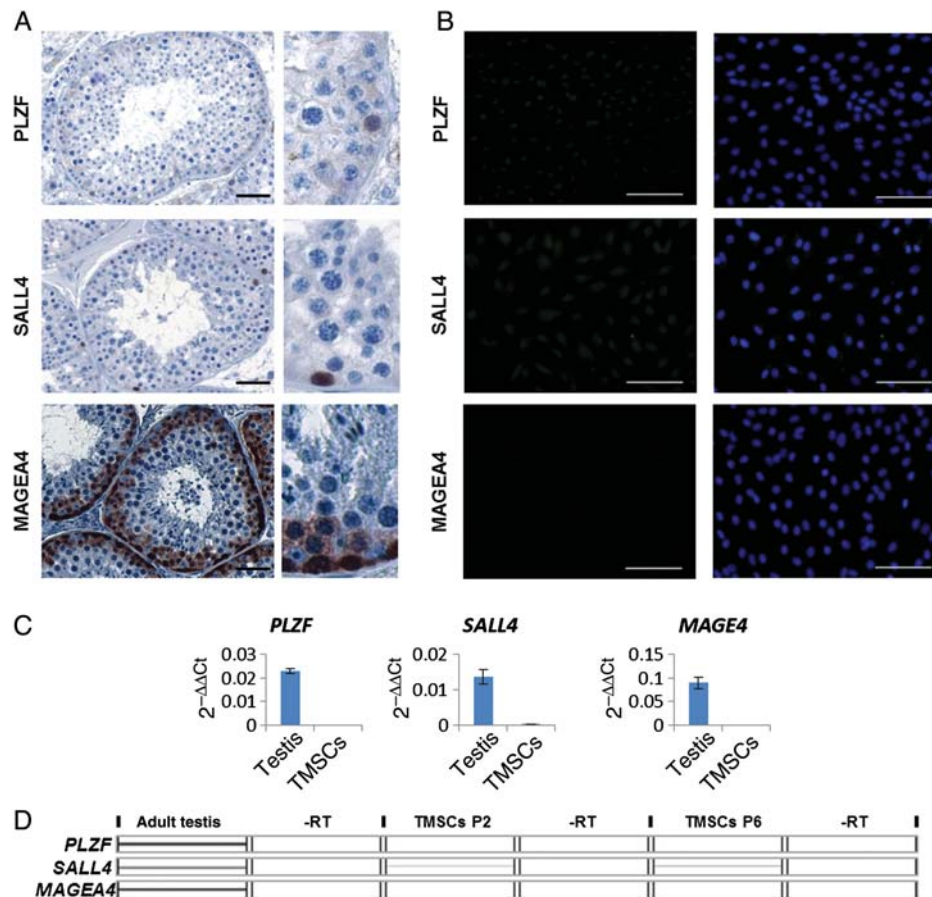 A
B
PLZF
SALL4
MAGEA4
PLZF
SALL4
MAGEA4
C
PLZF
SALL4
MAGE4
2−ΔΔCt
0.03
0.02
0.01
0
Testis
TMSCs
2−ΔΔCt
0.02
0.01
0
Testis
TMSCs
2−ΔΔCt
0.15
0.1
0.05
0
Testis
TMSCs
D
Adult testis -RT TMSCs P2 -RT TMSCs P6 -RT
PLZF
SALL4
MAGEA4